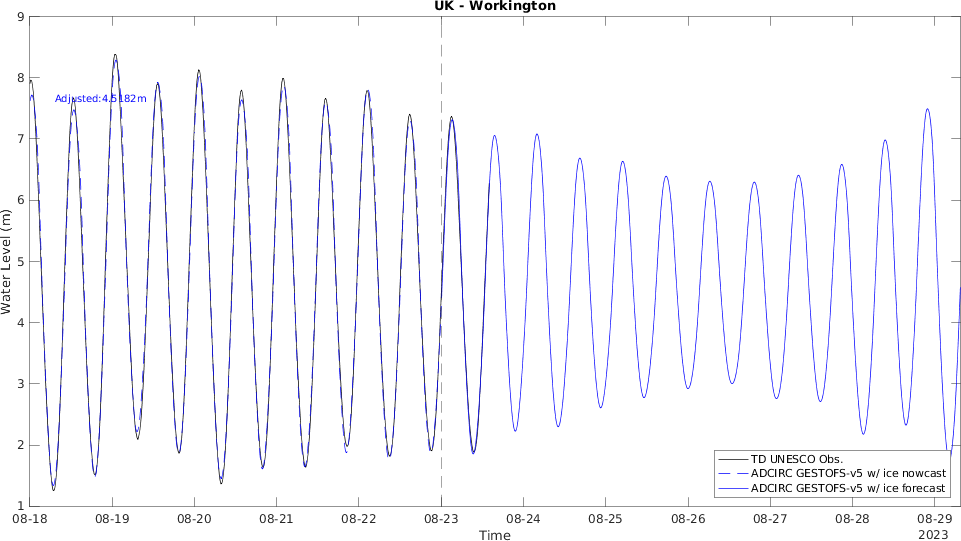 UK - Workington
9
8
7
6
5
4
3
2
1
Water Level (m)
Adjusted:4.5182m
TD UNESCO Obs.
ADCIRC GESTOFS-v5 w/ ice nowcast
ADCIRC GESTOFS-v5 w/ ice forecast
08-18 08-19 08-20 08-21 08-22 08-23 08-24 08-25 08-26 08-27 08-28 08-29
Time 2023